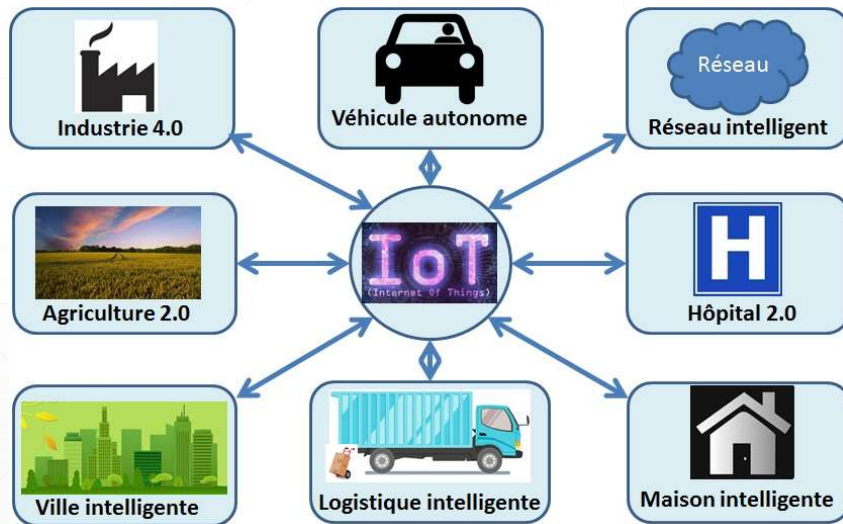 Industrie 4.0
Véhicule autonome
Réseau
Réseau intelligent
Agriculture 2.0
IoT
(Internet Of Things)
H
Hôpital 2.0
Ville intelligente
Logistique intelligente
Maison intelligente